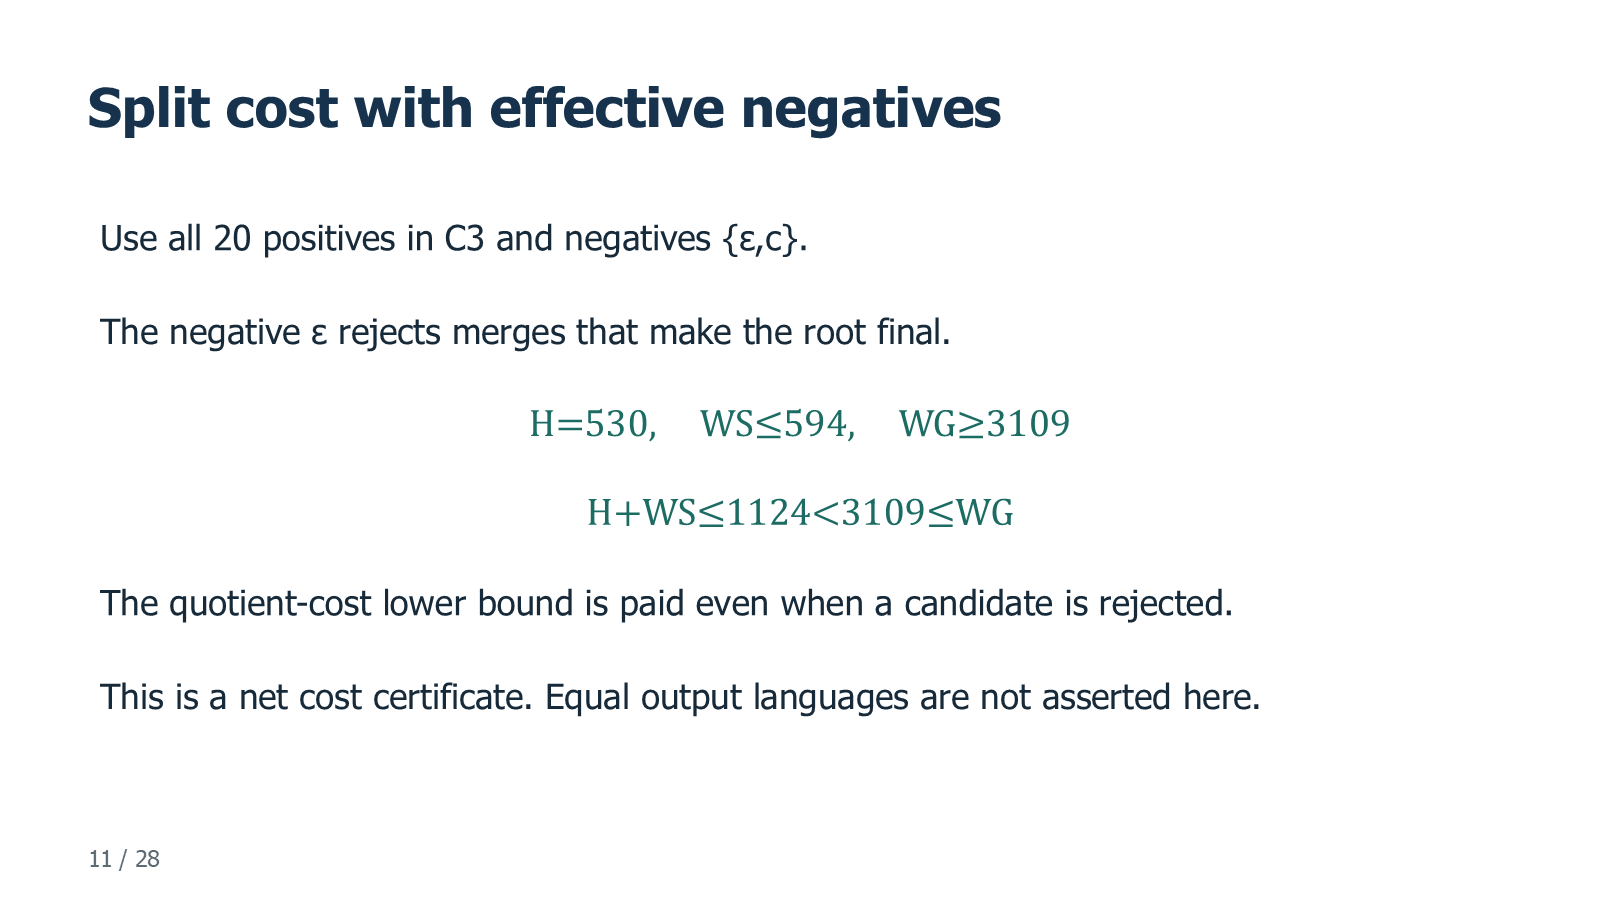 Split cost with effective negatives
Use all 20 positives in C3 and negatives {ε,c}.
The negative ε rejects merges that make the root final.
H=530, WS≤594, WG≥3109
H+WS≤1124<3109≤WG
The quotient-cost lower bound is paid even when a candidate is rejected.
This is a net cost certificate. Equal output languages are not asserted here.
11 / 28